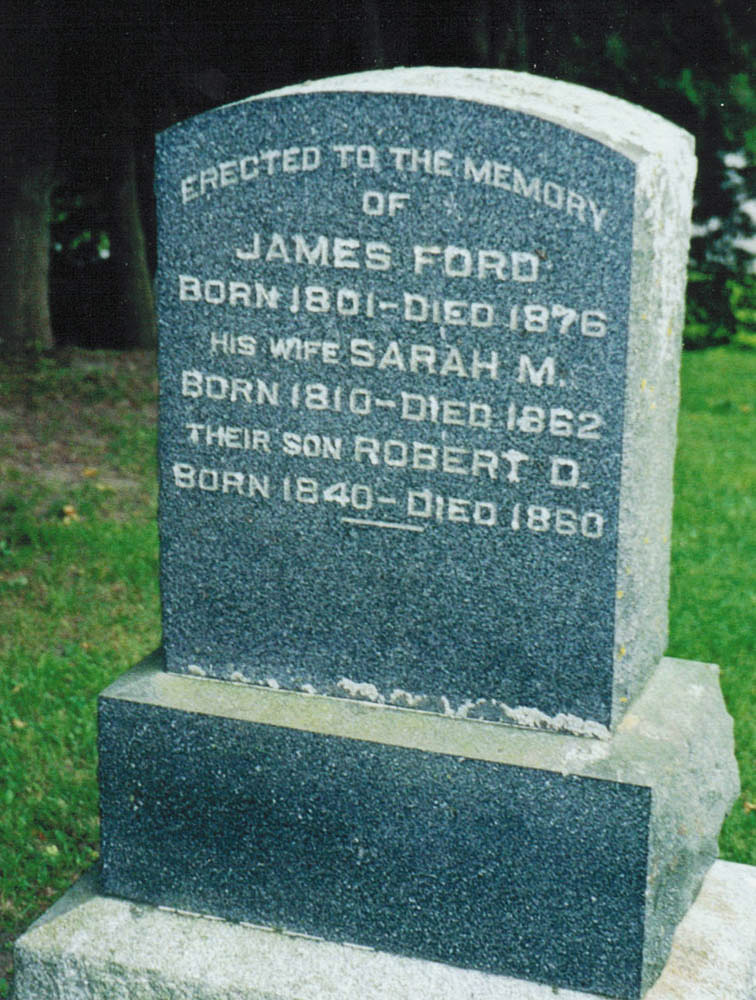 ERECTED TO THE MEMORY
OF
JAMES FORD
BORN 1801-DIED 1876
HIS WIFE SARAH M.
BORN 1810-DIED 1862
THEIR SON ROBERT D.
BORN 1840-DIED 1860